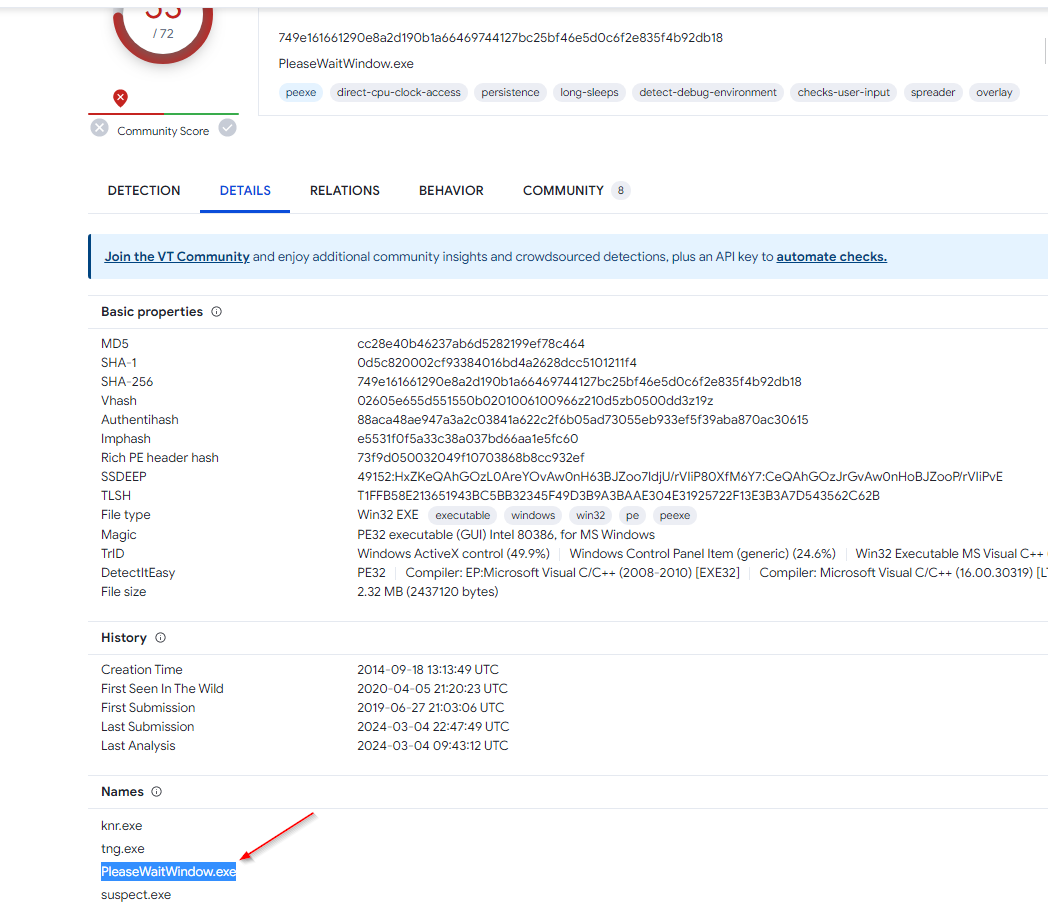 / 72
749e161661290e8a2d190b1a66469744127bc25bf46e5d0c6f2e835f4b92db18
PleaseWaitWindow.exe
peexe direct-cpu-clock-access persistence long-sleeps detect-debug-environment checks-user-input spreader overlay
Community Score
DETECTION DETAILS RELATIONS BEHAVIOR COMMUNITY 8
Join the VT Community and enjoy additional community insights and crowdsourced detections, plus an API key to automate checks.
Basic properties
MD5 cc28e40b46237ab6d5282199ef78c464
SHA-1 0d5c820002cf93384016bd4a2628dcc5101211f4
SHA-256 749e161661290e8a2d190b1a66469744127bc25bf46e5d0c6f2e835f4b92db18
Vhash 02605e655d551550b0201006100966z210d5zb0500dd3z19z
Authentihash 88aca48ae947a3a2c03841a622c2f6b05ad73055eb933ef5f39aba870ac30615
Imphash e5531f0f5a33c38a037bd66aa1e5fc60
Rich PE header hash 73f9d050032049f10703868b8cc932ef
SSDEEP 49152:HxZKeQAhGOzL0AreYOvAw0nH63BJZoo7IdjU/rVIiP80XfM6Y7:CeQAhGOzJrGvAw0nHoBJZooP/rVIiPvE
TLSH T1FFB58E213651943BC5BB32345F49D3B9A3BAAE304E31925722F13E3B3A7D543562C62B
File type Win32 EXE executable windows win32 pe peexe
Magic PE32 executable (GUI) Intel 80386, for MS Windows
TrID Windows ActiveX control (49.9%) Windows Control Panel Item (generic) (24.6%) Win32 Executable MS Visual C++
DetectItEasy PE32 Compiler: EP:Microsoft Visual C/C++ (2008-2010) [EXE32] Compiler: Microsoft Visual C/C++ (16.00.30319)
File size 2.32 MB (2437120 bytes)
History
Creation Time 2014-09-18 13:13:49 UTC
First Seen In The Wild 2020-04-05 21:20:23 UTC
First Submission 2019-06-27 21:03:06 UTC
Last Submission 2024-03-04 22:47:49 UTC
Last Analysis 2024-03-04 09:43:12 UTC
Names
knr.exe
tng.exe
PleaseWaitWindow.exe
suspect.exe